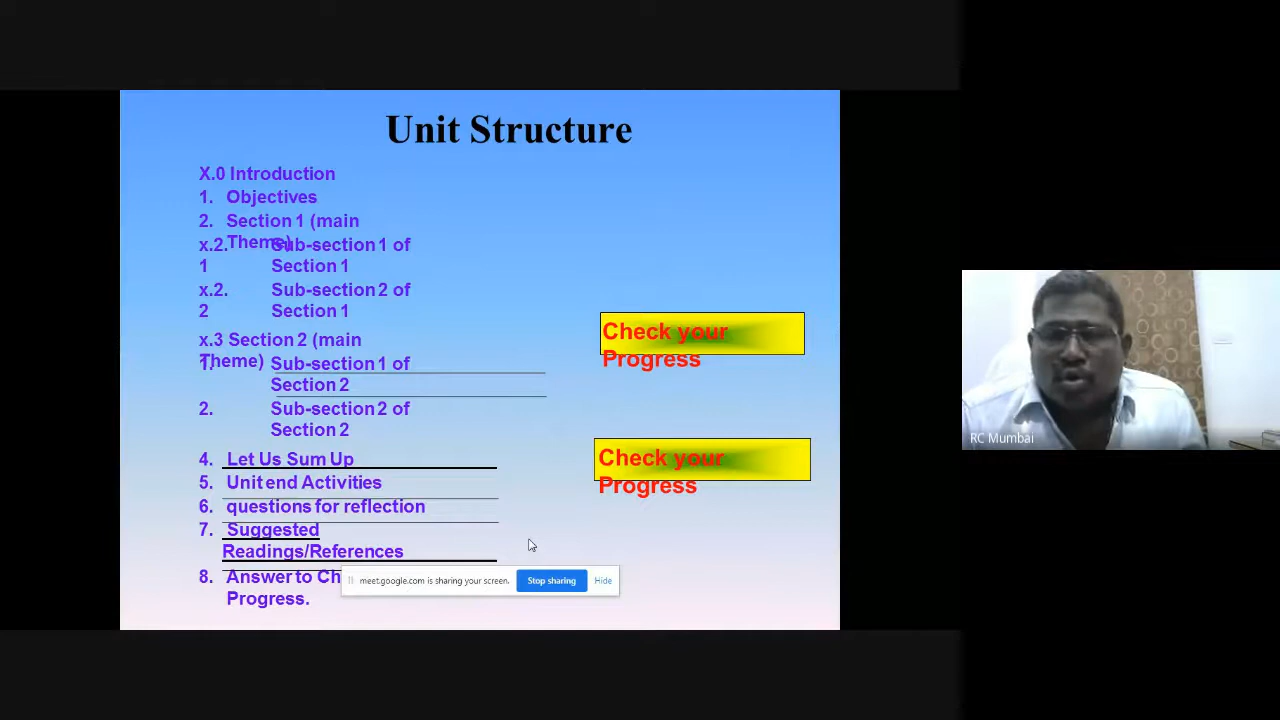 Unit Structure
X.0 Introduction
1. Objectives
2. Section 1 (main
Theme)
x.2. Sub-section 1 of
1 Section 1
x.2. Sub-section 2 of
2 Section 1
x.3 Section 2 (main
Theme)
1. Sub-section 1 of
Section 2
2. Sub-section 2 of
Section 2
4. Let Us Sum Up
5. Unit end Activities
6. questions for reflection
7. Suggested
Readings/References
8. Answer to Ch
Progress.
Check your
Progress
Check your
Progress
meet.google.com is sharing your screen. Stop sharing Hide
RC Mumbai